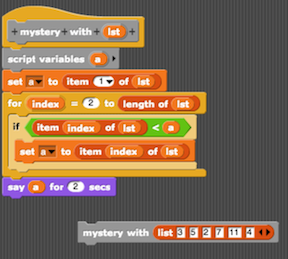 + mystery + with + lst +
script variables a
set a to item 1 of lst
for index = 2 to length of lst
if item index of lst < a
set a to item index of lst
say a for 2 secs
mystery with list 3 5 2 7 11 4